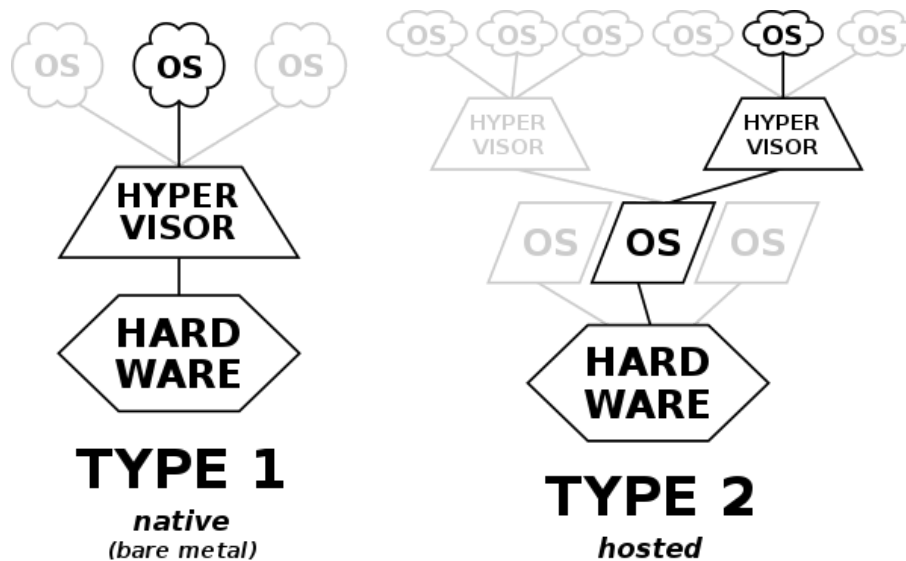 OS
OS
OS
HYPER
VISOR
HARD
WARE
TYPE 1
native
(bare metal)
OS
OS
OS
OS
OS
OS
HYPER
VISOR
HYPER
VISOR
OS
OS
OS
HARD
WARE
TYPE 2
hosted